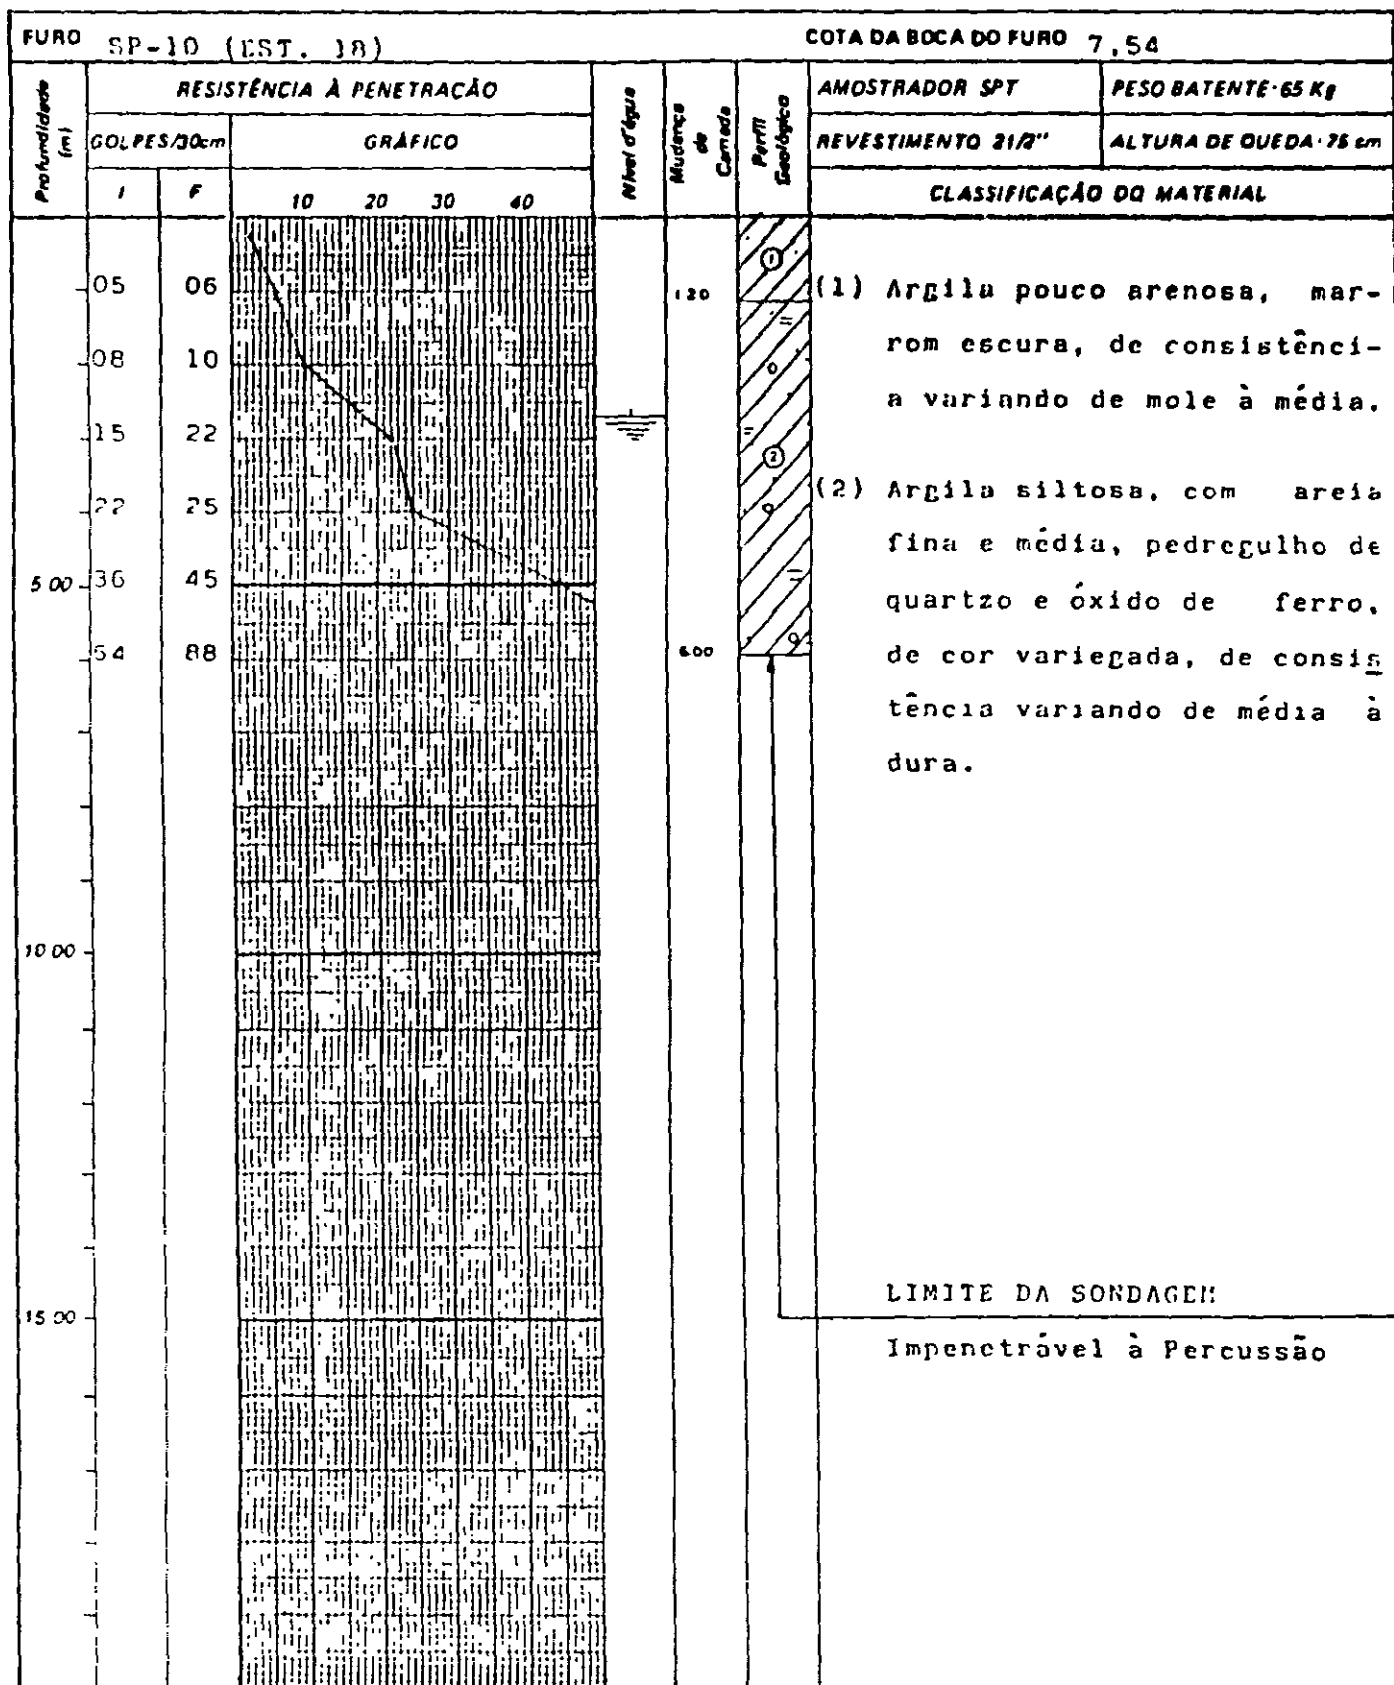 FURO SP-10 (EST. 18) COTA DA BOCA DO FURO 7,54
Profundidade (m)
RESISTÊNCIA À PENETRAÇÃO
GOLPES/30cm GRÁFICO
I F 10 20 30 40
Nível d'água
Mudança de Camada
Perfil Geológico
AMOSTRADOR SPT PESO BATENTE·65 Kg
REVESTIMENTO 21/2" ALTURA DE QUEDA·75 cm
CLASSIFICAÇÃO DO MATERIAL
05 06
08 10
15 22
22 25
5 00 36 45
54 88
10 00
15 00
1 20
6.00
1
2
(1) Argila pouco arenosa, mar-
rom escura, de consistênci-
a variando de mole à média.
(2) Argila siltosa, com areia
fina e média, pedregulho de
quartzo e óxido de ferro,
de cor variegada, de consis
tência variando de média à
dura.
LIMITE DA SONDAGEM
Impenetrável à Percussão